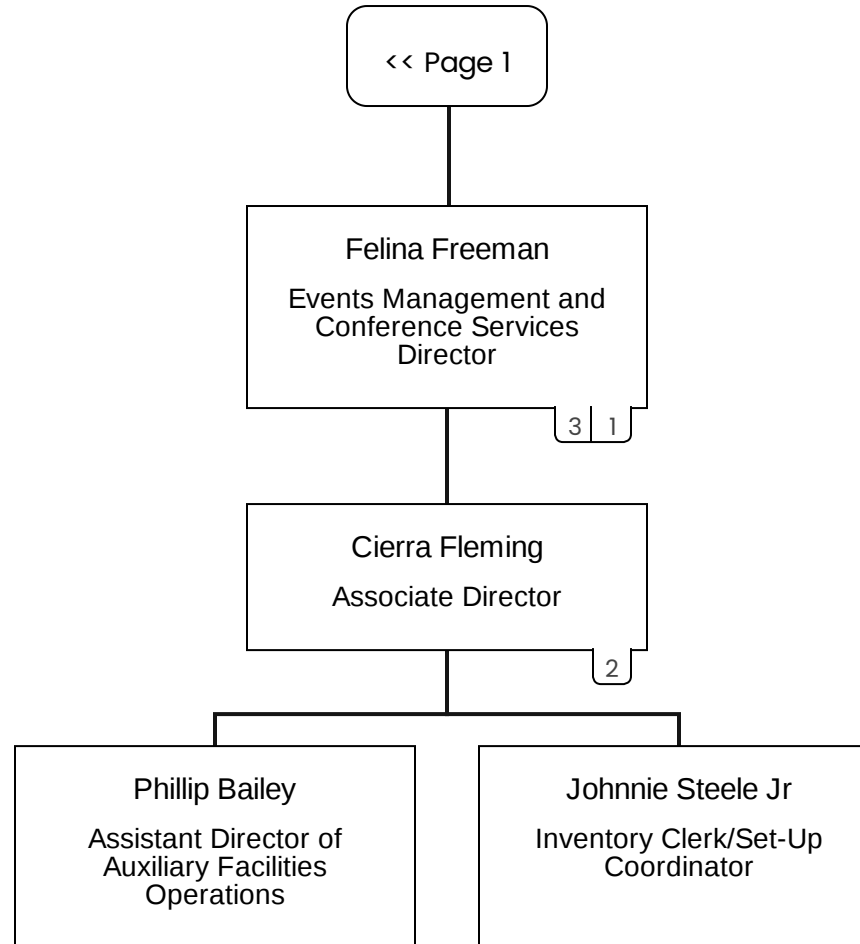 << Page 1
Felina Freeman
Events Management and
Conference Services
Director
3 1
Cierra Fleming
Associate Director
2
Phillip Bailey
Assistant Director of
Auxiliary Facilities
Operations
Johnnie Steele Jr
Inventory Clerk/Set-Up
Coordinator